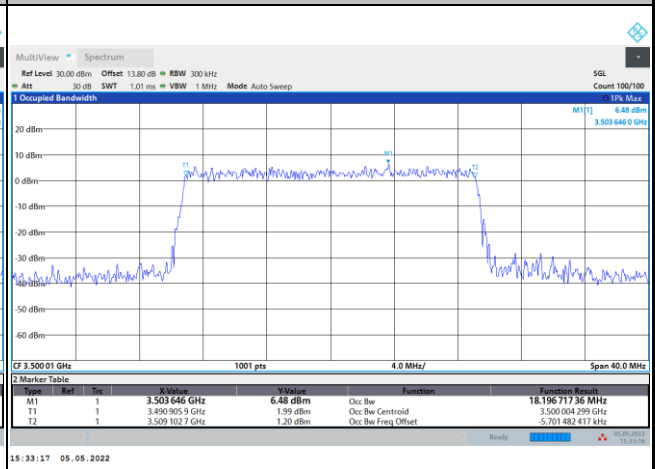 MultiView Spectrum
Ref Level 30.00 dBm Offset 13.80 dB RBW 300 kHz SGL
Att 30 dB SWT 1.01 ms VBW 1 MHz Mode Auto Sweep Count 100/100
1 Occupied Bandwidth 1Pk Max
M1[1] 6.48 dBm
3.503 646 0 GHz
20 dBm
10 dBm
M1
T1 T2
0 dBm
-10 dBm
-20 dBm
-30 dBm
-40 dBm
-50 dBm
-60 dBm
CF 3.500 01 GHz 1001 pts 4.0 MHz/ Span 40.0 MHz
2 Marker Table
Type Ref Trc X-Value Y-Value Function Function Result
M1 1 3.503 646 GHz 6.48 dBm Occ Bw 18.196 717 36 MHz
T1 1 3.490 905 9 GHz 1.99 dBm Occ Bw Centroid 3.500 004 299 GHz
T2 1 3.509 102 7 GHz 1.20 dBm Occ Bw Freq Offset -5.701 482 417 kHz
Ready 05.05.2022
15:33:16
15:33:17 05.05.2022